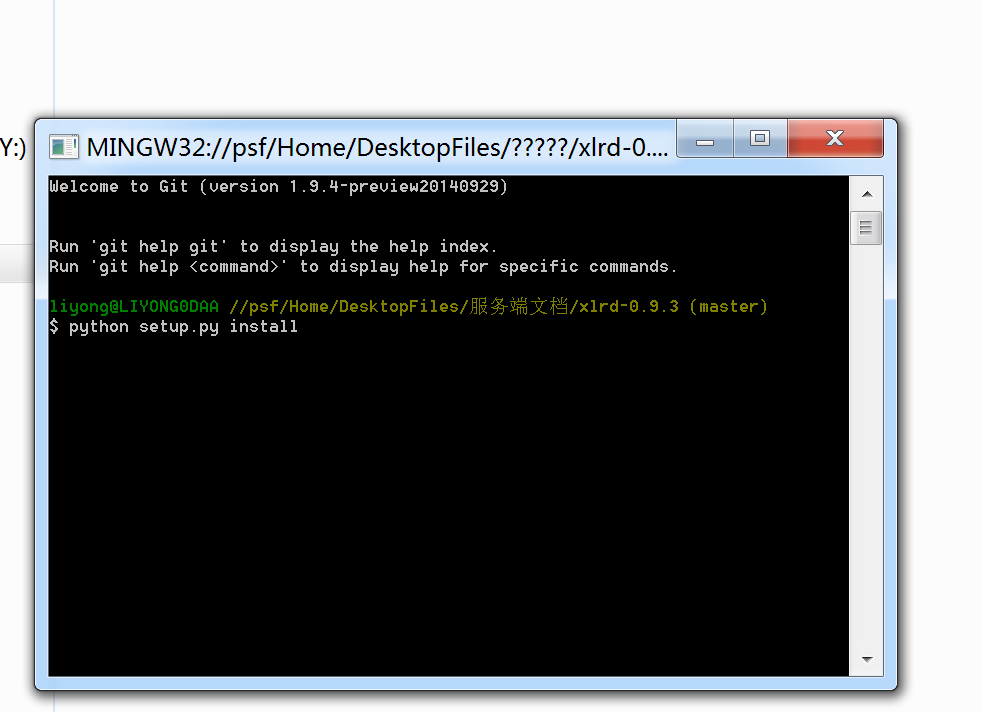 Y:)
MINGW32://psf/Home/DesktopFiles/?????/xlrd-0....
Welcome to Git (version 1.9.4-preview20140929)
Run 'git help git' to display the help index.
Run 'git help <command>' to display help for specific commands.
liyong@LIYONG0DAA //psf/Home/DesktopFiles/服务端文档/xlrd-0.9.3 (master)
$ python setup.py install